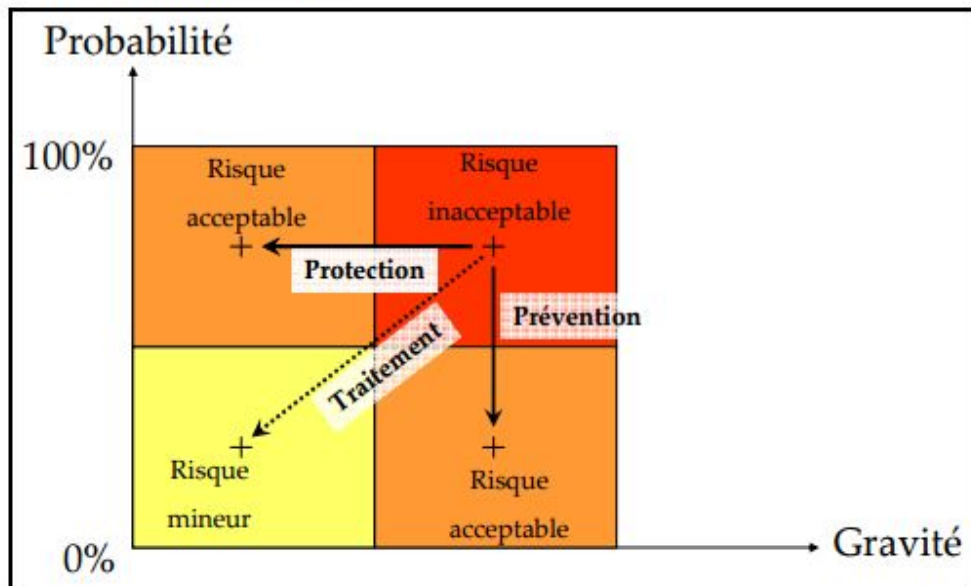 Probabilité
100%
Risque
acceptable
Risque
inacceptable
Protection
Prévention
Traitement
Risque
mineur
Risque
acceptable
0%
Gravité